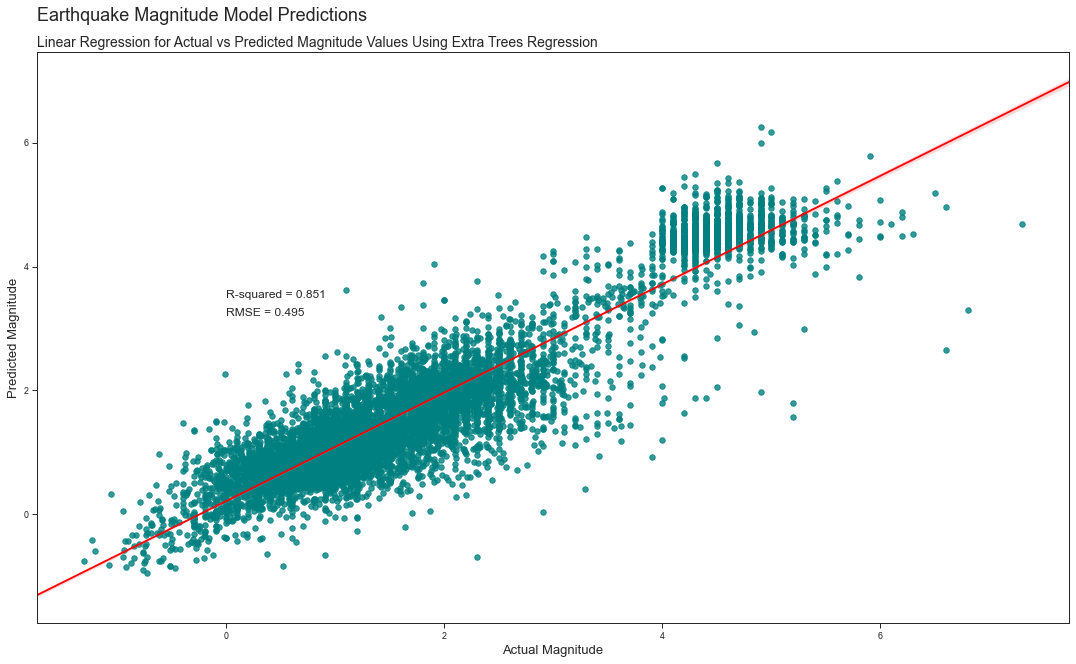 Earthquake Magnitude Model Predictions
Linear Regression for Actual vs Predicted Magnitude Values Using Extra Trees Regression
6
4
2
0
Predicted Magnitude
R-squared = 0.851
RMSE = 0.495
0
2
4
6
Actual Magnitude